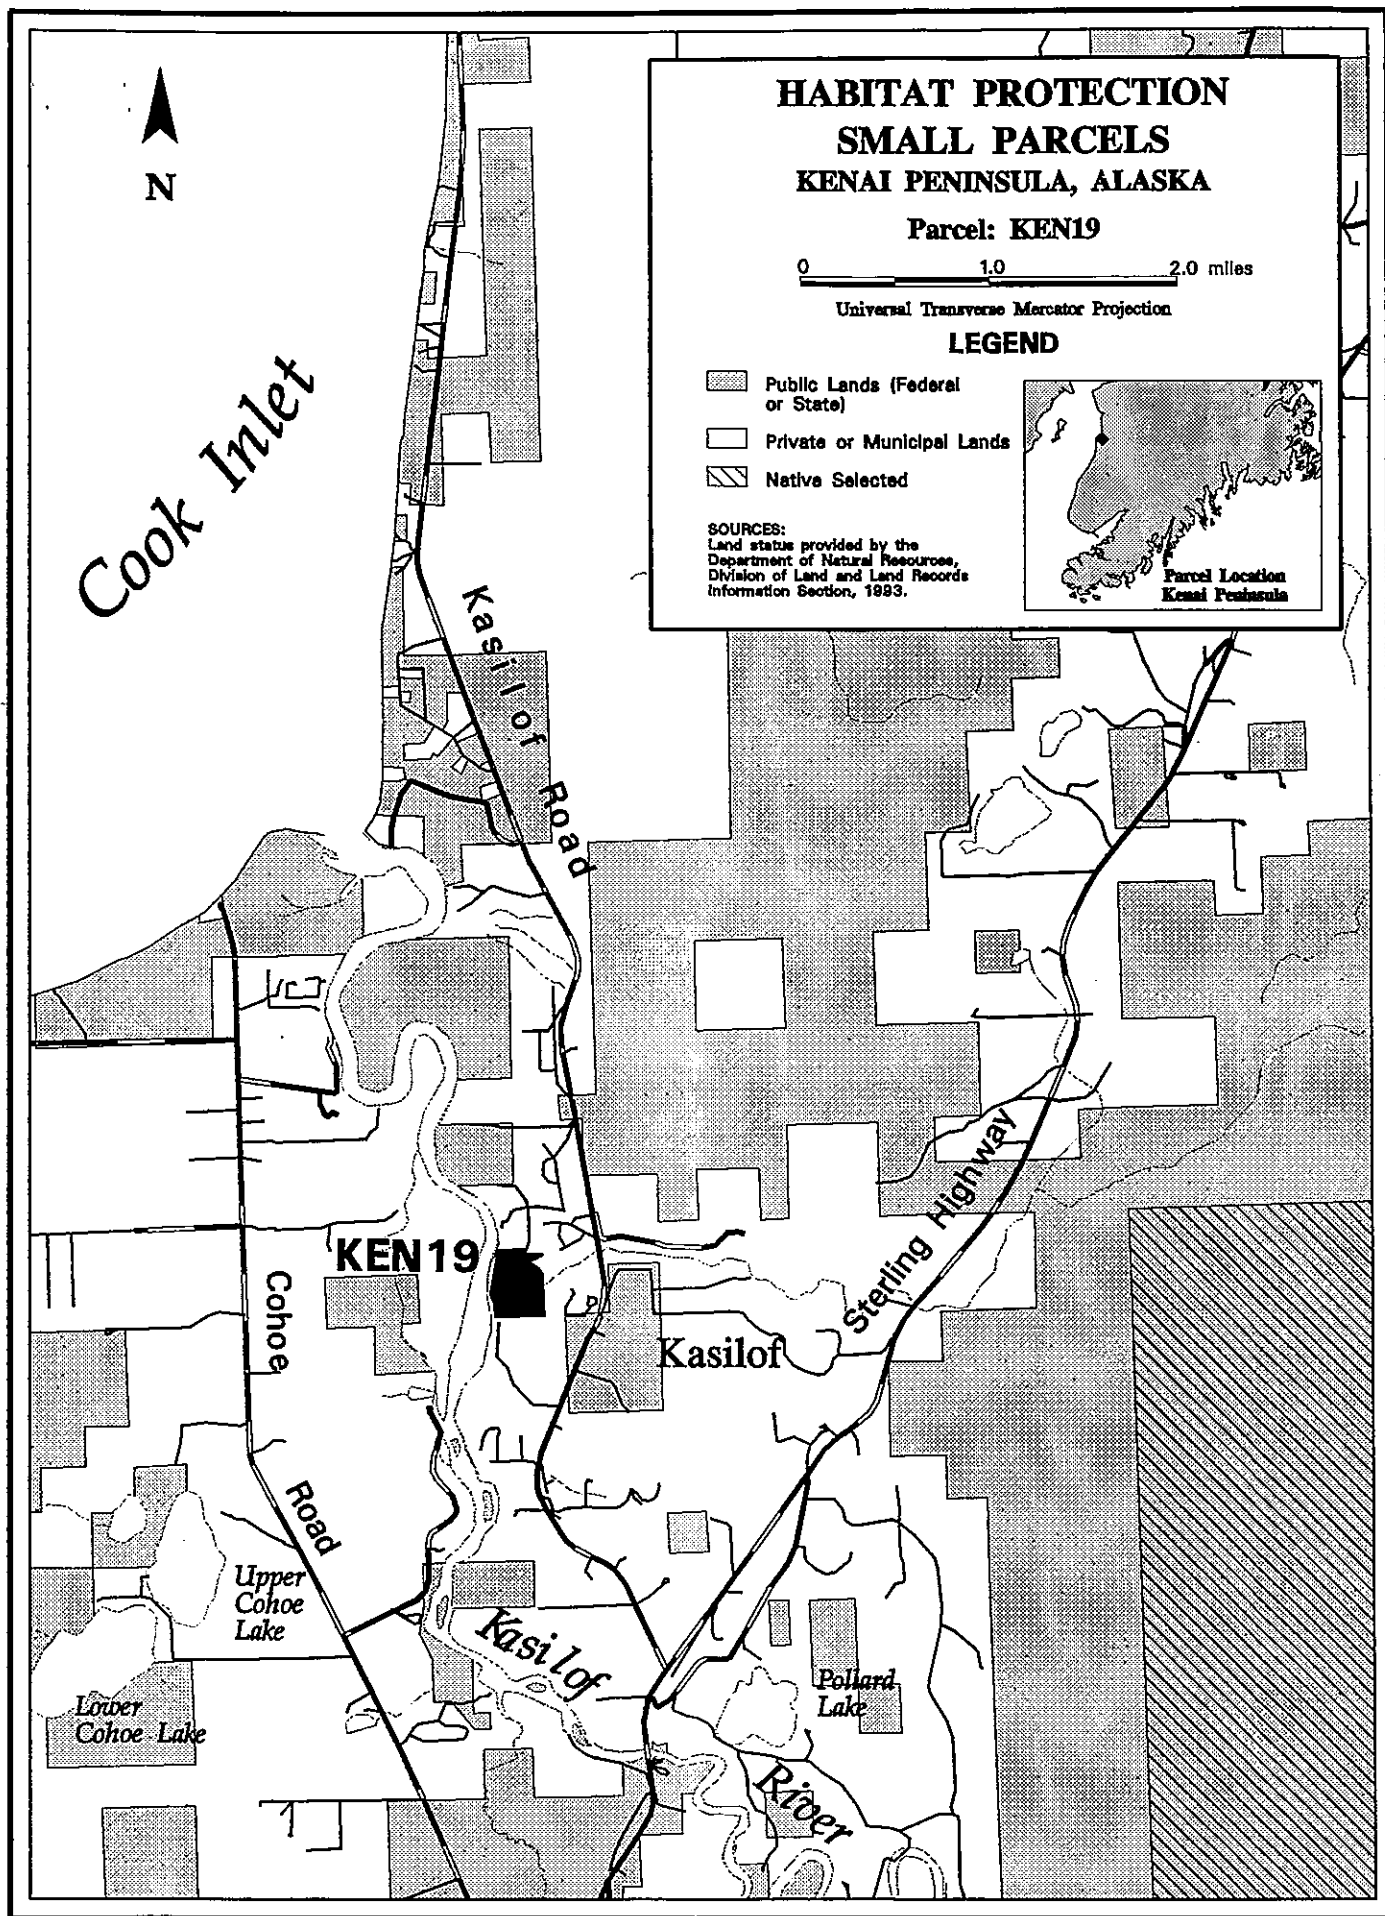 N
HABITAT PROTECTION
SMALL PARCELS
KENAI PENINSULA, ALASKA
Parcel: KEN19
0 1.0 2.0 miles
Universal Transverse Mercator Projection
LEGEND
Public Lands (Federal
or State)
Private or Municipal Lands
Native Selected
SOURCES:
Land status provided by the
Department of Natural Resources,
Division of Land and Land Records
Information Section, 1993.
Parcel Location
Kenai Peninsula
Cook Inlet
Kasilof Road
Sterling Highway
KEN19
Cohoe Road
Kasilof
Upper
Cohoe
Lake
Kasilof River
Pollard
Lake
Lower
Cohoe Lake